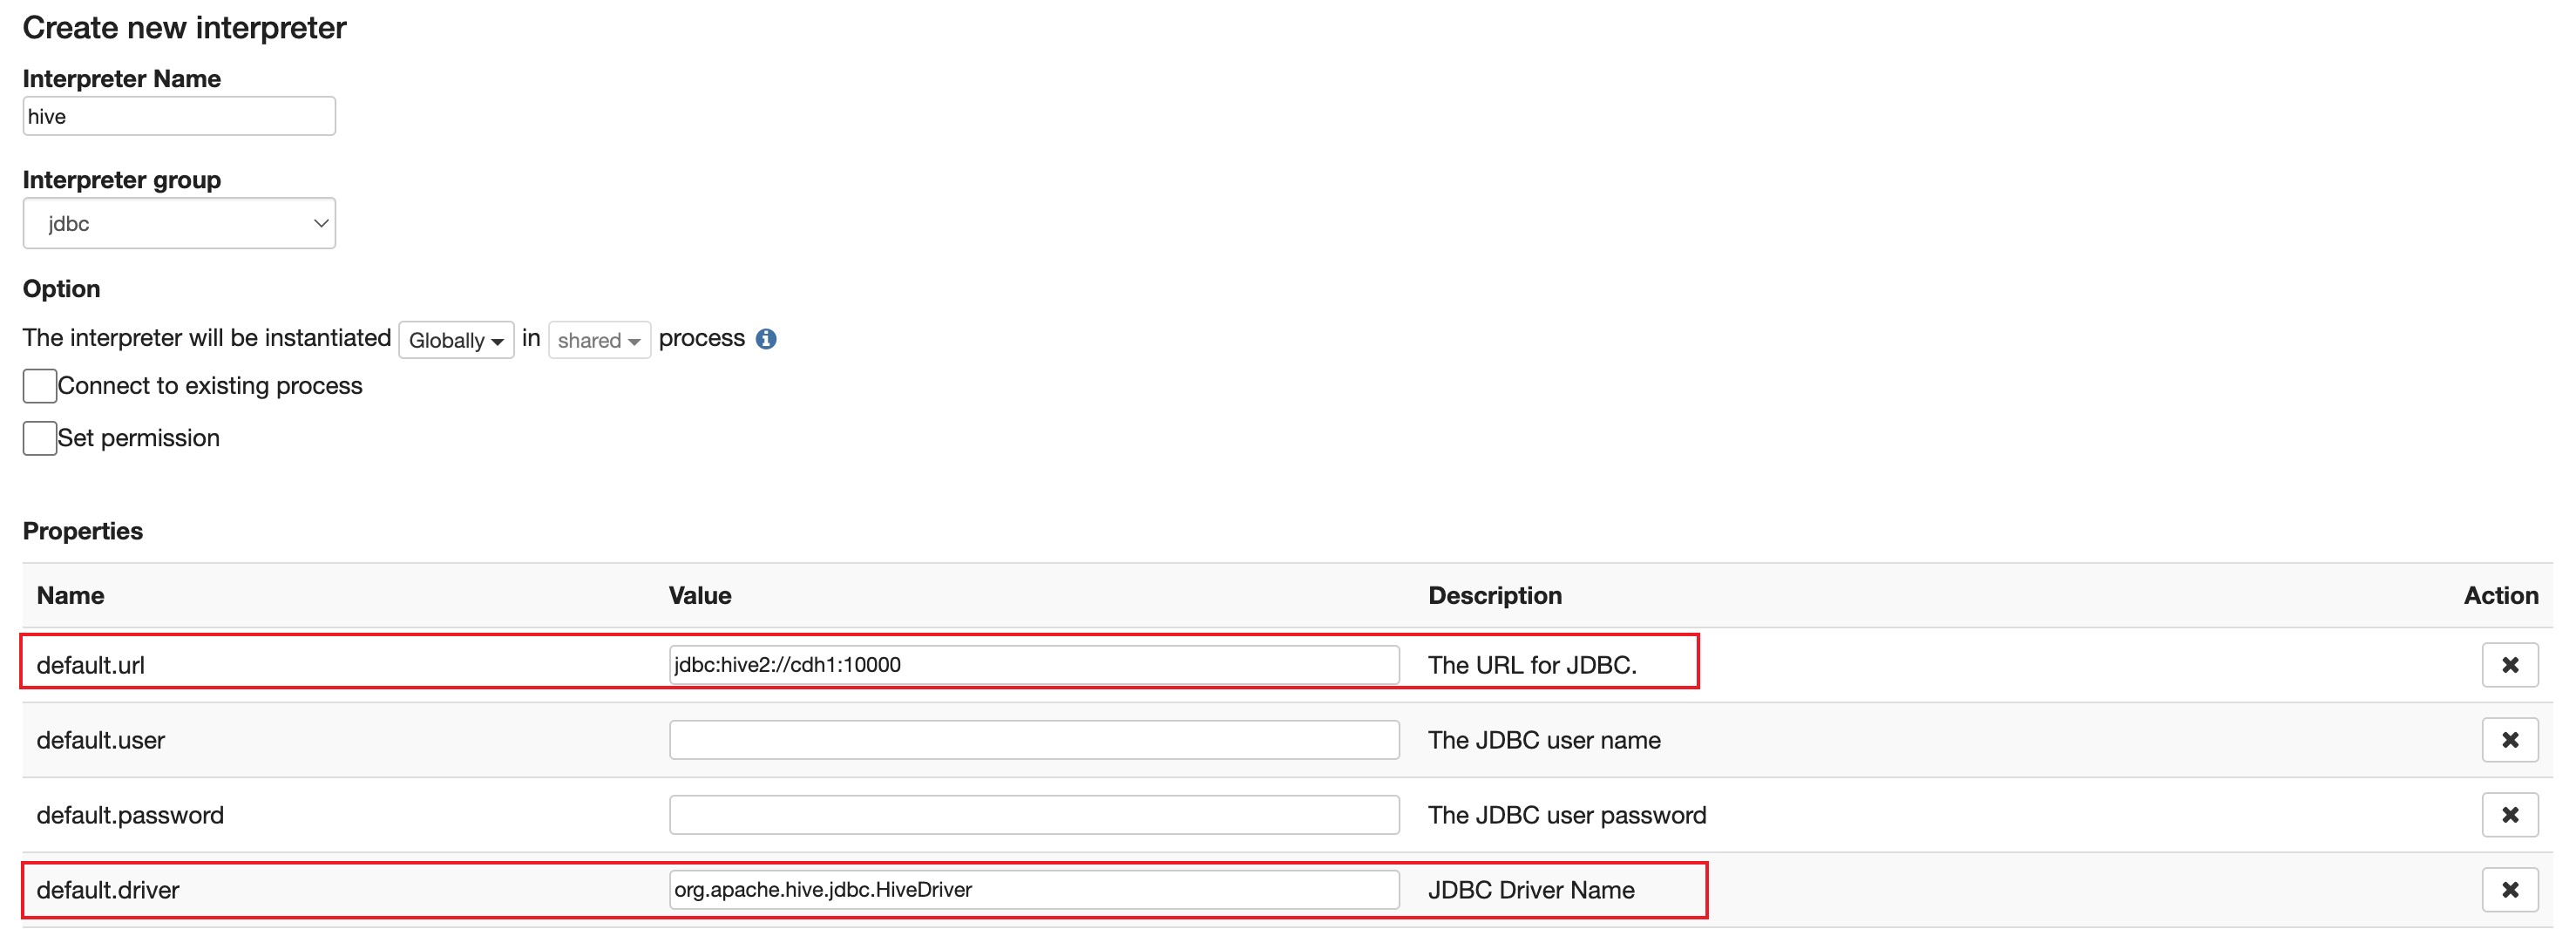 Create new interpreter
Interpreter Name
hive
Interpreter group
jdbc
Option
The interpreter will be instantiated Globally in shared process
Connect to existing process
Set permission
Properties
Name Value Description Action
default.url jdbc:hive2://cdh1:10000 The URL for JDBC.
default.user The JDBC user name
default.password The JDBC user password
default.driver org.apache.hive.jdbc.HiveDriver JDBC Driver Name